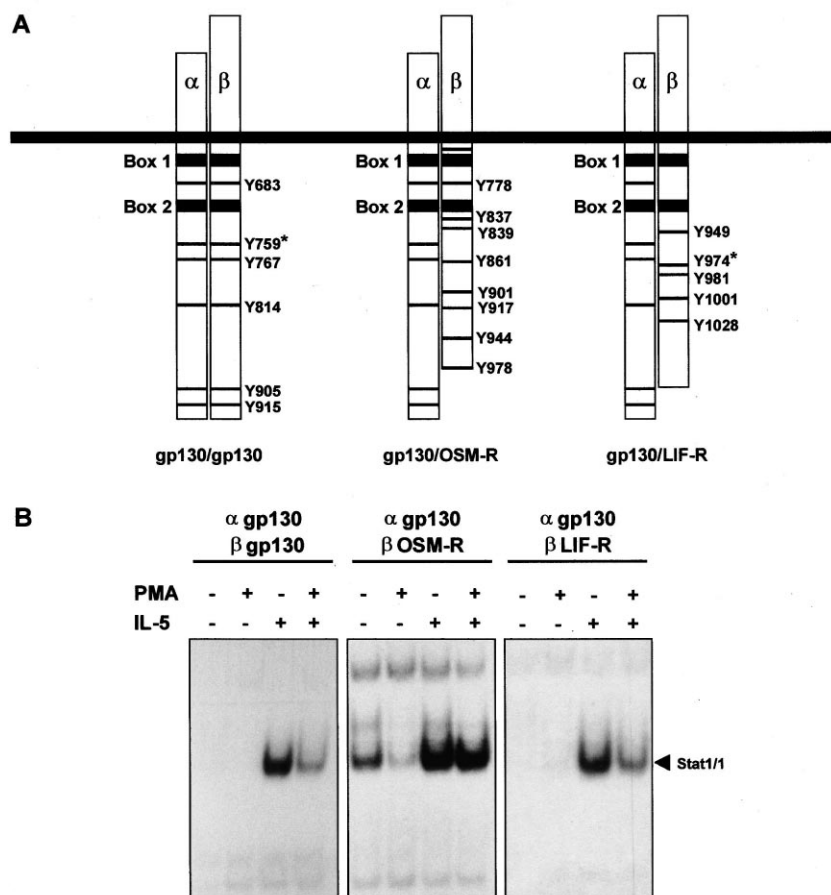 A
α β α β α β
Box 1 Box 1 Box 1
Y683 Y778
Box 2 Box 2 Box 2
Y837
Y839
Y949
Y759*
Y767
Y861
Y974*
Y981
Y901
Y1001
Y814
Y917
Y1028
Y944
Y978
Y905
Y915
gp130/gp130 gp130/OSM-R gp130/LIF-R
B
α gp130 α gp130 α gp130
β gp130 β OSM-R β LIF-R
PMA - + - + - + - + - + - +
IL-5 - - + + - - + + - - + +
Stat1/1